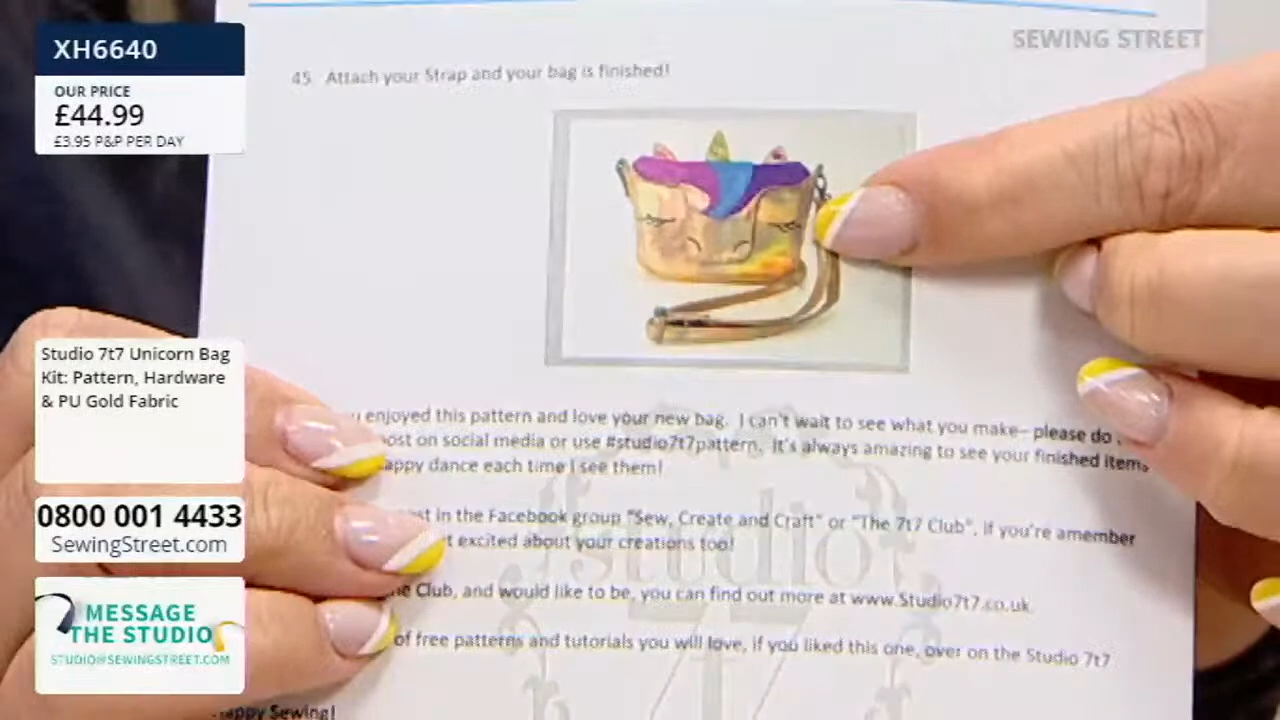 XH6640
OUR PRICE
£44.99
£3.95 P&P PER DAY
SEWING STREET
45. Attach your Strap and your bag is finished!
Studio 7t7 Unicorn Bag
Kit: Pattern, Hardware
& PU Gold Fabric
enjoyed this pattern and love your new bag. I can't wait to see what you make– please do
post on social media or use #studio7t7pattern. It's always amazing to see your finished items
appy dance each time I see them!
in the Facebook group "Sew, Create and Craft" or "The 7t7 Club", if you're amember
excited about your creations too!
Club, and would like to be, you can find out more at www.Studio7t7.co.uk
of free patterns and tutorials you will love, if you liked this one, over on the Studio 7t7
appy Sewing!
studio
7t7
0800 001 4433
SewingStreet.com
MESSAGE
THE STUDIO
STUDIO@SEWINGSTREET.COM